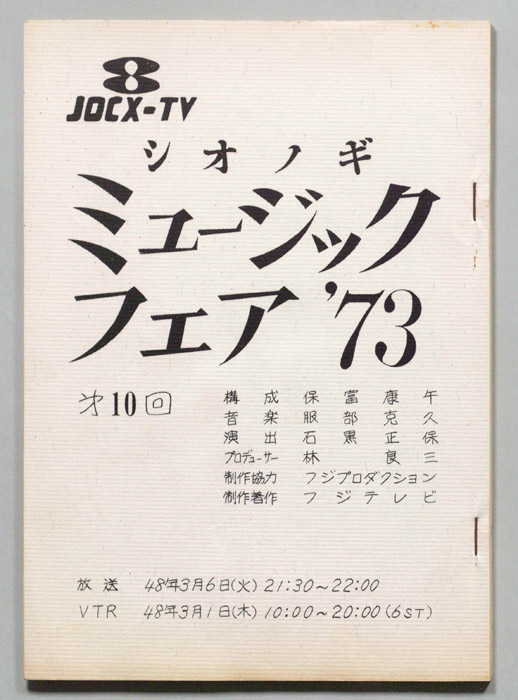 8
JOCX-TV
シオノギ
ミュージック
フェア '73
第10回
構成 保富康午
音楽 服部克久
演出 石黒正保
プロデューサー 林良三
制作協力 フジプロダクション
制作著作 フジテレビ
放送 48年3月6日(火) 21:30~22:00
VTR 48年3月1日(木) 10:00~20:00(6ST)